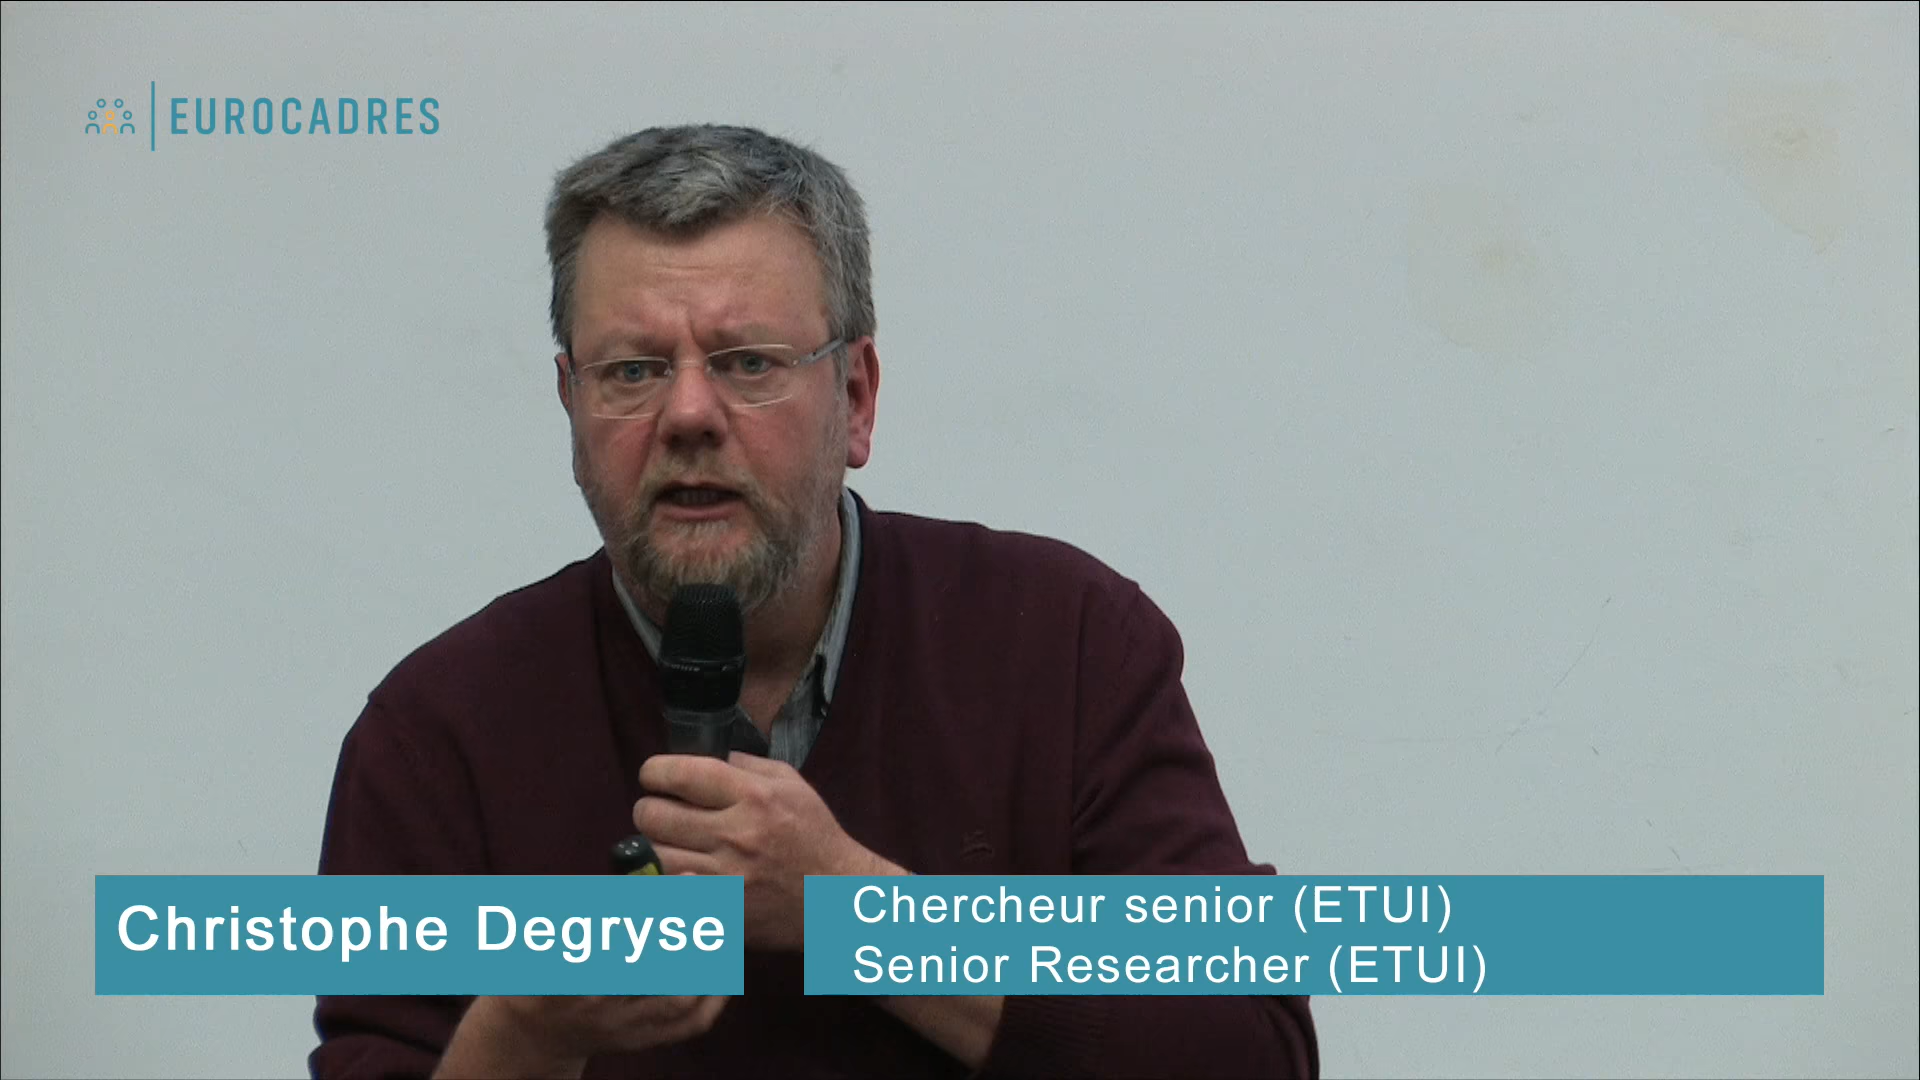 EUROCADRES
Christophe Degryse
Chercheur senior (ETUI)
Senior Researcher (ETUI)